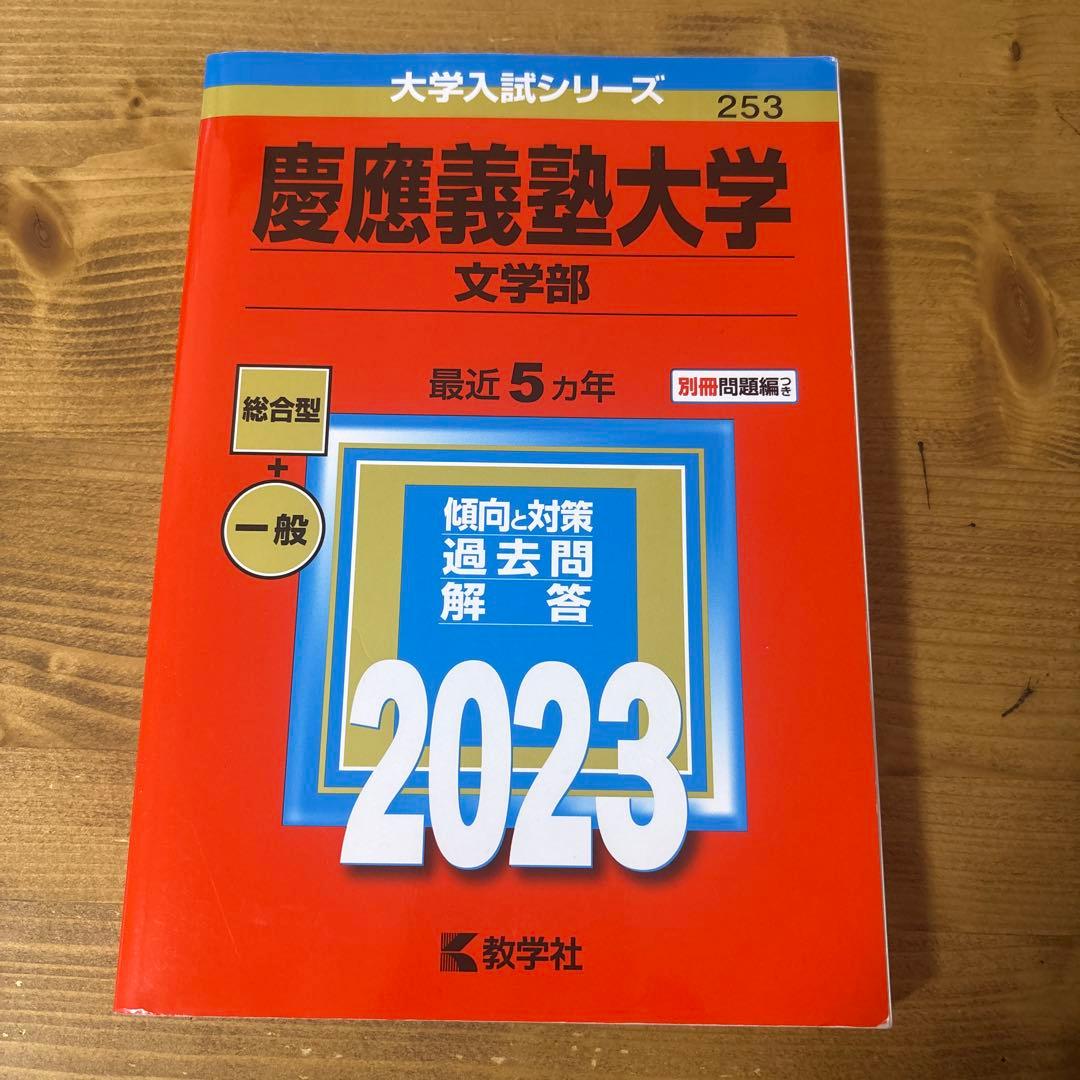 大学入試シリーズ
253
慶應義塾大学
文学部
最近5カ年
別冊問題編つき
総合型
+
一般
傾向と対策
過去問
解答
2023
教学社